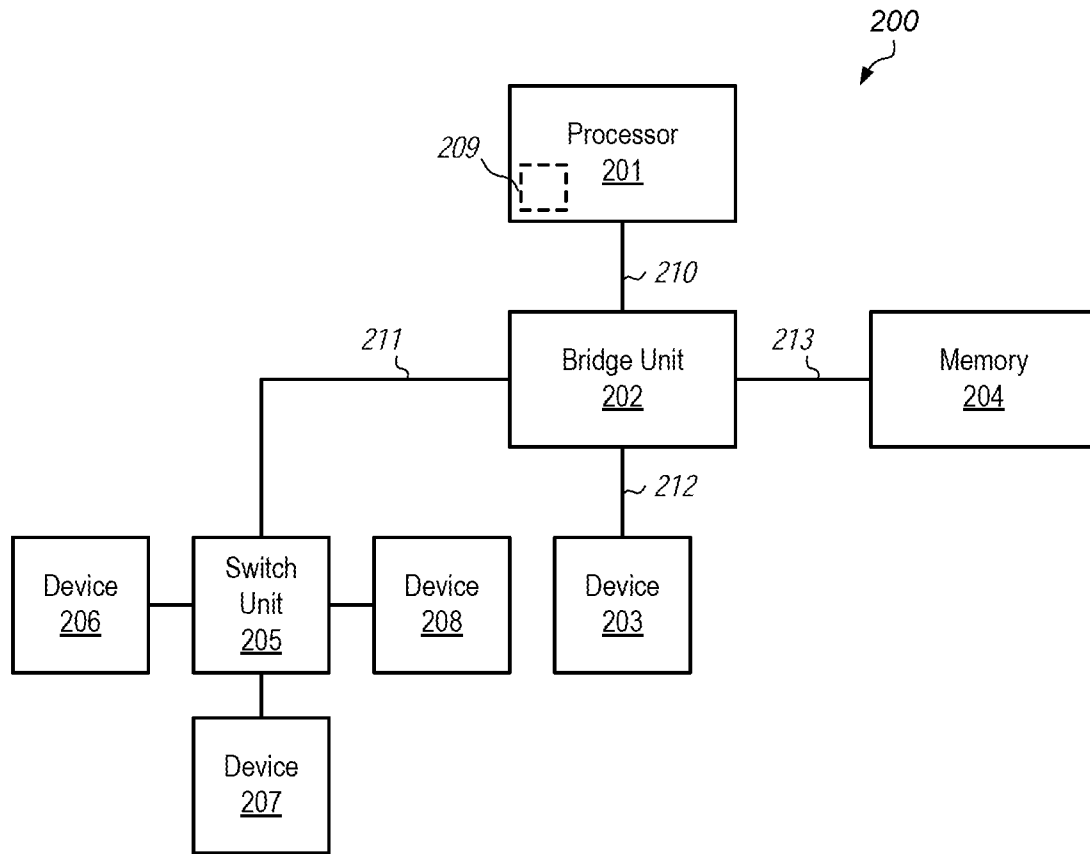 200
Processor
201
209
210
211
Bridge Unit
202
213
Memory
204
212
Device
206
Switch
Unit
205
Device
208
Device
203
Device
207